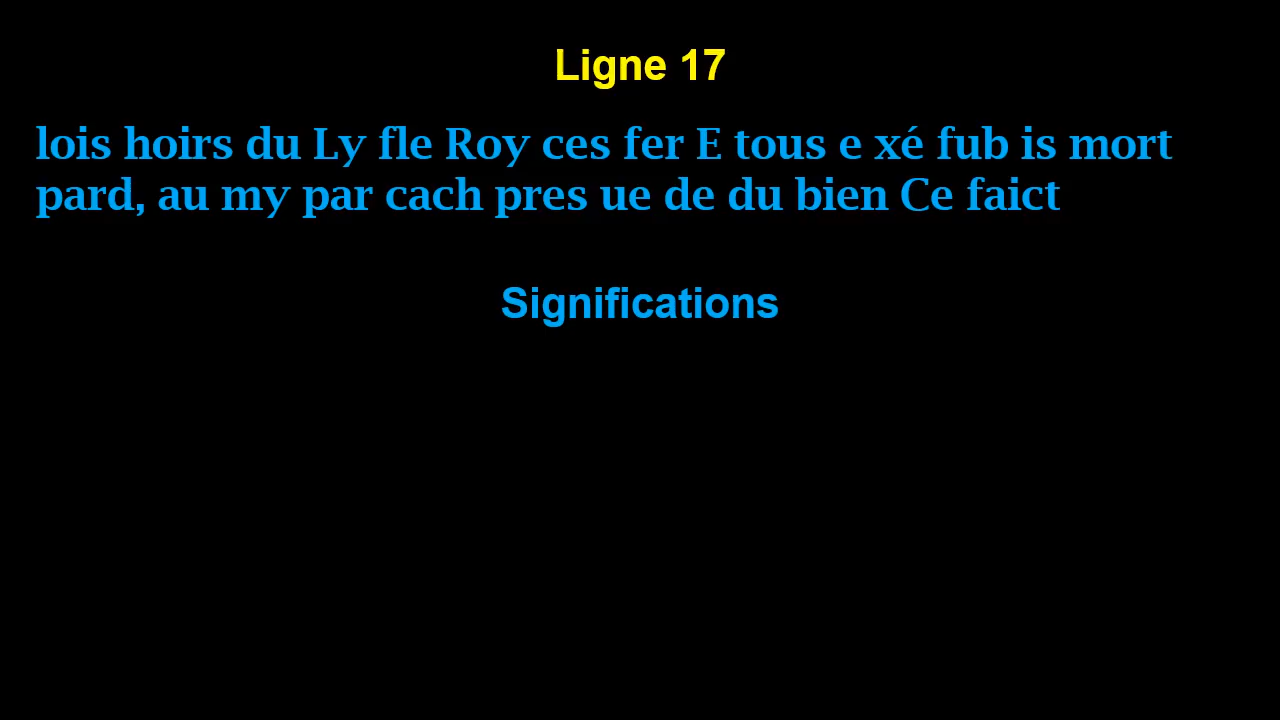 Ligne 17
lois hoirs du Ly fle Roy ces fer E tous e xé fub is mort
pard, au my par cach pres ue de du bien Ce faict
Significations